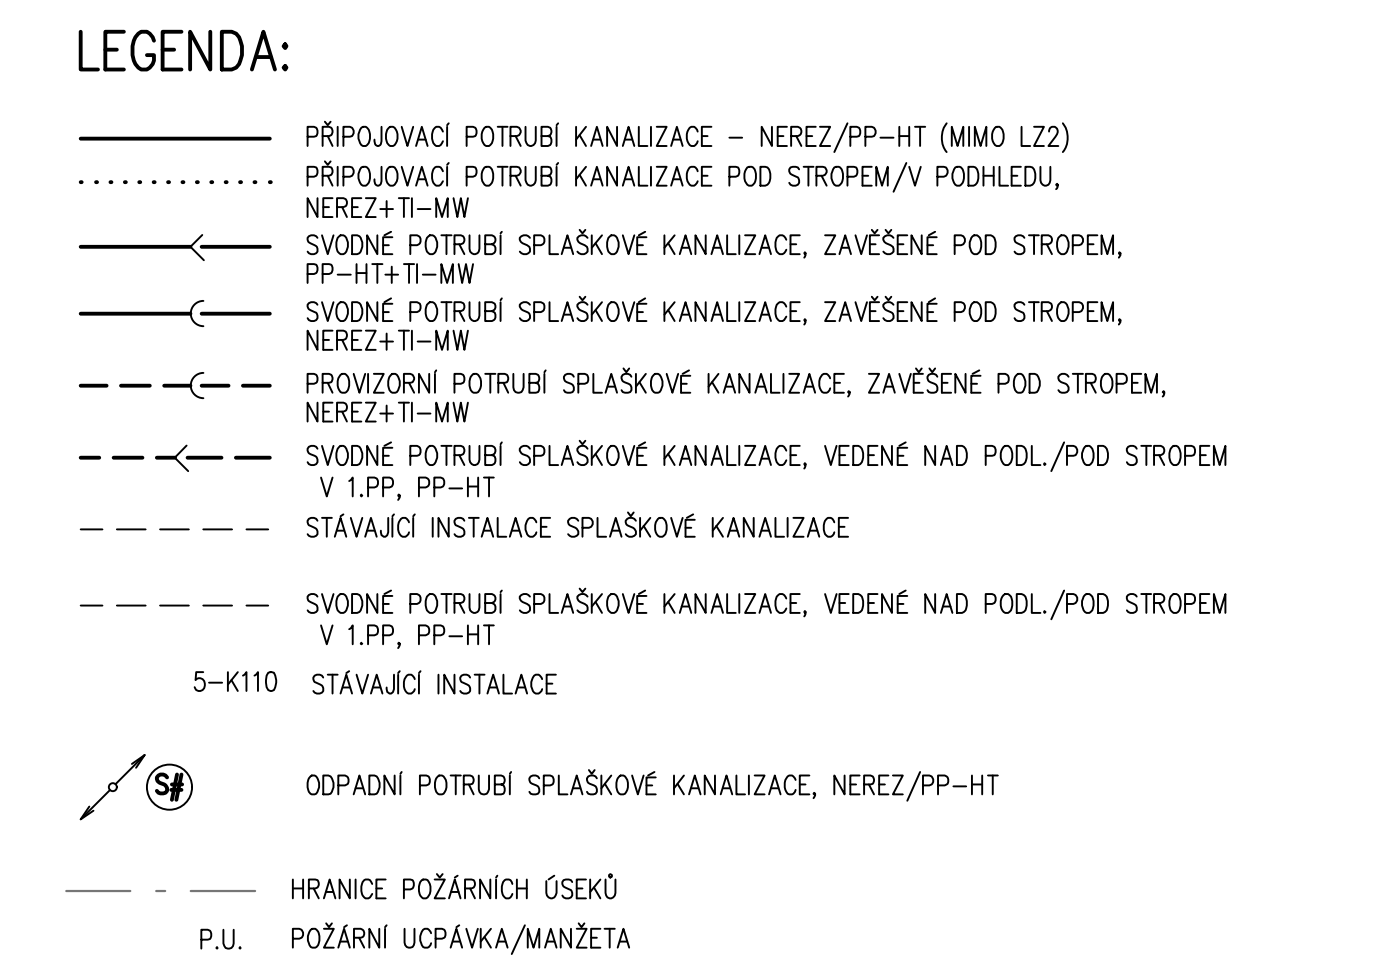 LEGENDA:
PŘIPOJOVACÍ POTRUBÍ KANALIZACE – NEREZ/PP–HT (MIMO LZ2)
PŘIPOJOVACÍ POTRUBÍ KANALIZACE POD STROPEM/V PODHLEDU,
NEREZ+TI–MW
SVODNÉ POTRUBÍ SPLAŠKOVÉ KANALIZACE, ZAVĚŠENÉ POD STROPEM,
PP–HT+TI–MW
SVODNÉ POTRUBÍ SPLAŠKOVÉ KANALIZACE, ZAVĚŠENÉ POD STROPEM,
NEREZ+TI–MW
PROVIZORNÍ POTRUBÍ SPLAŠKOVÉ KANALIZACE, ZAVĚŠENÉ POD STROPEM,
NEREZ+TI–MW
SVODNÉ POTRUBÍ SPLAŠKOVÉ KANALIZACE, VEDENÉ NAD PODL./POD STROPEM
V 1.PP, PP–HT
STÁVAJÍCÍ INSTALACE SPLAŠKOVÉ KANALIZACE
SVODNÉ POTRUBÍ SPLAŠKOVÉ KANALIZACE, VEDENÉ NAD PODL./POD STROPEM
V 1.PP, PP–HT
5–K110 STÁVAJÍCÍ INSTALACE
S# ODPADNÍ POTRUBÍ SPLAŠKOVÉ KANALIZACE, NEREZ/PP–HT
HRANICE POŽÁRNÍCH ÚSEKŮ
P.U. POŽÁRNÍ UCPÁVKA/MANŽETA